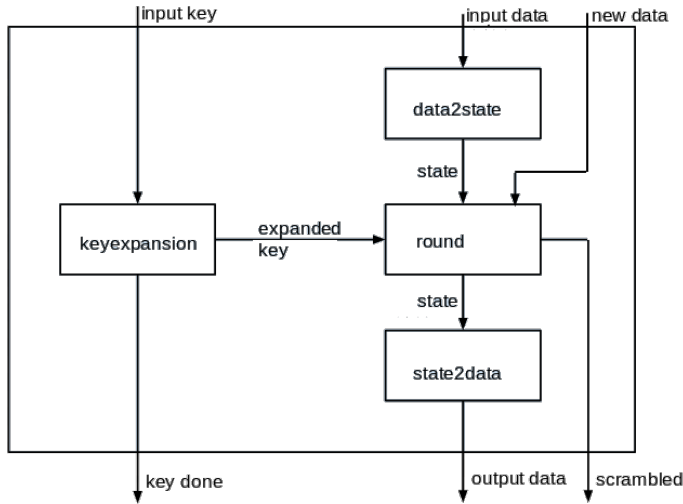 input key
input data
new data
data2state
state
keyexpansion
expanded
key
round
state
state2data
key done
output data
scrambled